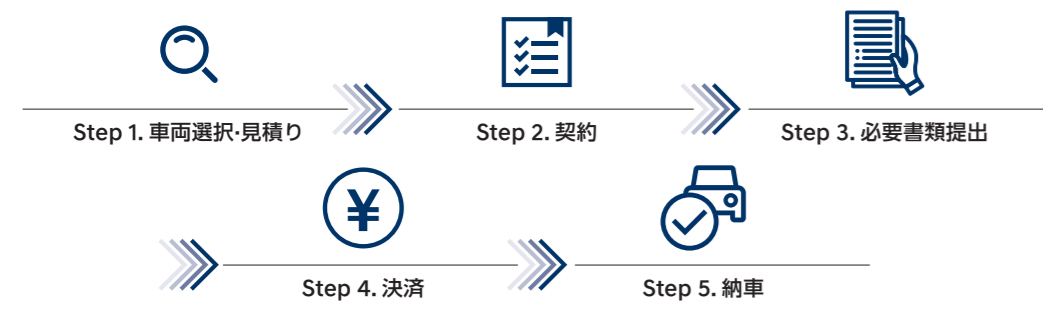 Step 1. 車両選択・見積り
Step 2. 契約
Step 3. 必要書類提出
¥
Step 4. 決済
Step 5. 納車